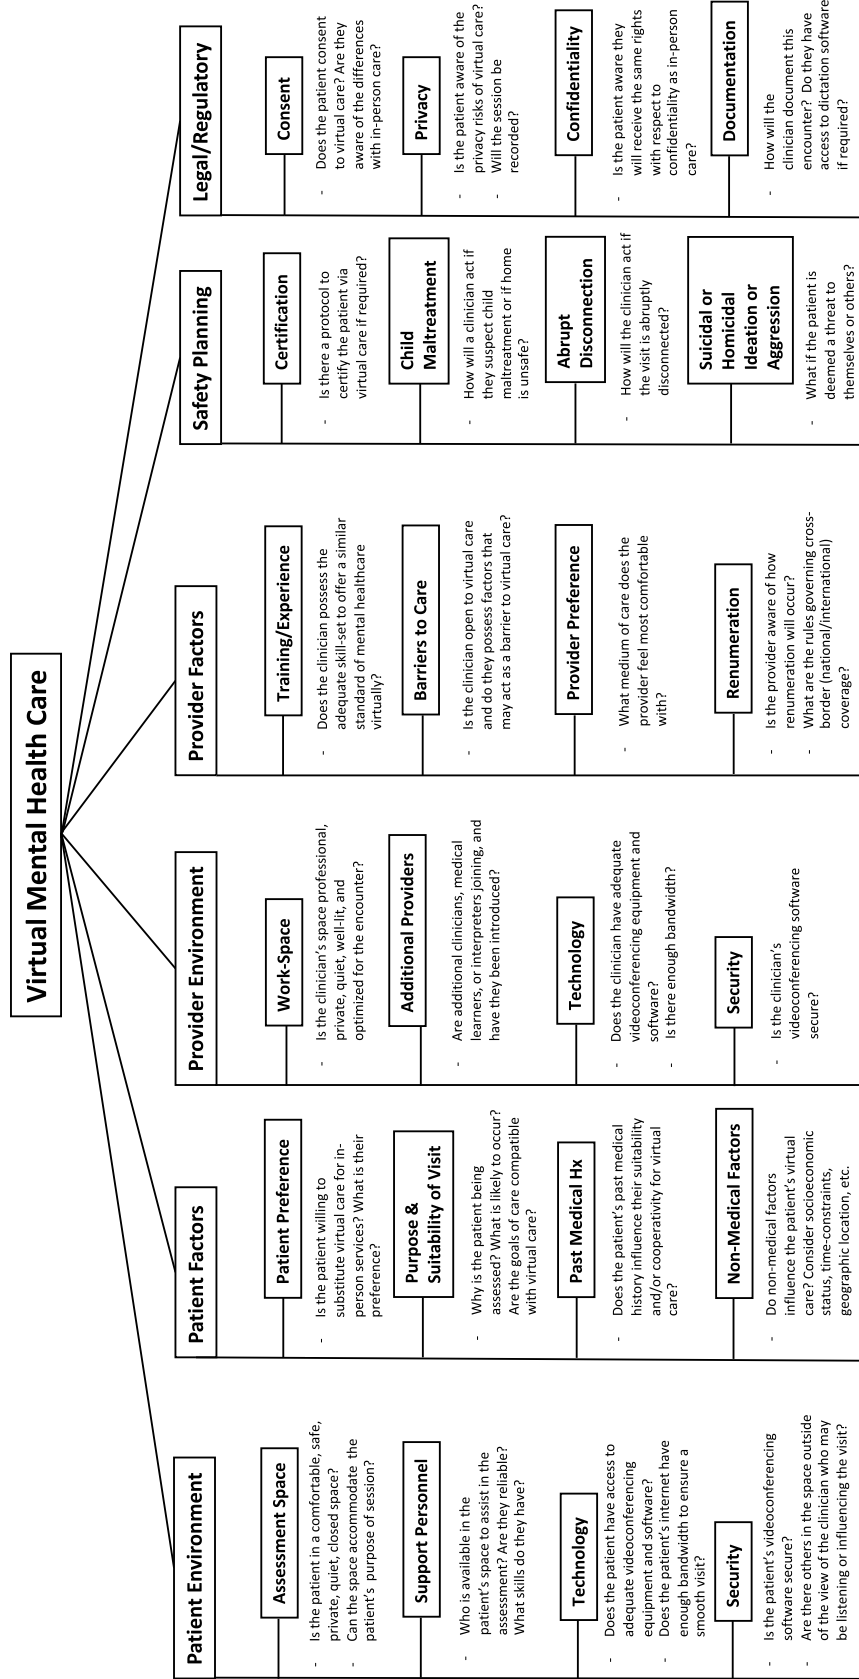 Virtual Mental Health Care
Patient Environment
Assessment Space
- Is the patient in a comfortable, safe,
private, quiet, closed space?
- Can the space accommodate the
patient's purpose of session?
Support Personnel
- Who is available in the
patient's space to assist in the
assessment? Are they reliable?
What skills do they have?
Technology
- Does the patient have access to
adequate videoconferencing
equipment and software?
- Does the patient's internet have
enough bandwidth to ensure a
smooth visit?
Security
- Is the patient's videoconferencing
software secure?
- Are there others in the space outside
of the view of the clinician who may
be listening or influencing the visit?
Patient Factors
Patient Preference
- Is the patient willing to
substitute virtual care for in-
person services? What is their
preference?
Purpose &
Suitability of Visit
- Why is the patient being
assessed? What is likely to occur?
Are the goals of care compatible
with virtual care?
Past Medical Hx
- Does the patient's past medical
history influence their suitability
and/or cooperativity for virtual
care?
Non-Medical Factors
- Do non-medical factors
influence the patient's virtual
care? Consider socioeconomic
status, time-constraints,
geographic location, etc.
Provider Environment
Work-Space
- Is the clinician's space professional,
private, quiet, well-lit, and
optimized for the encounter?
Additional Providers
- Are additional clinicians, medical
learners, or interpreters joining, and
have they been introduced?
Technology
- Does the clinician have adequate
videoconferencing equipment and
software?
- Is there enough bandwidth?
Security
- Is the clinician's
videoconferencing software
secure?
Provider Factors
Training/Experience
- Does the clinician possess the
adequate skill-set to offer a similar
standard of mental healthcare
virtually?
Barriers to Care
- Is the clinician open to virtual care
and do they possess factors that
may act as a barrier to virtual care?
Provider Preference
- What medium of care does the
provider feel most comfortable
with?
Renumeration
- Is the provider aware of how
renumeration will occur?
- What are the rules governing cross-
border (national/international)
coverage?
Safety Planning
Certification
- Is there a protocol to
certify the patient via
virtual care if required?
Child
Maltreatment
- How will a clinician act if
they suspect child
maltreatment or if home
is unsafe?
Abrupt
Disconnection
- How will the clinician act if
the visit is abruptly
disconnected?
Suicidal or
Homicidal
Ideation or
Aggression
- What if the patient is
deemed a threat to
themselves or others?
Legal/Regulatory
Consent
- Does the patient consent
to virtual care? Are they
aware of the differences
with in-person care?
Privacy
- Is the patient aware of the
privacy risks of virtual care?
- Will the session be
recorded?
Confidentiality
- Is the patient aware they
will receive the same rights
with respect to
confidentiality as in-person
care?
Documentation
- How will the
clinician document this
encounter? Do they have
access to dictation software
if required?